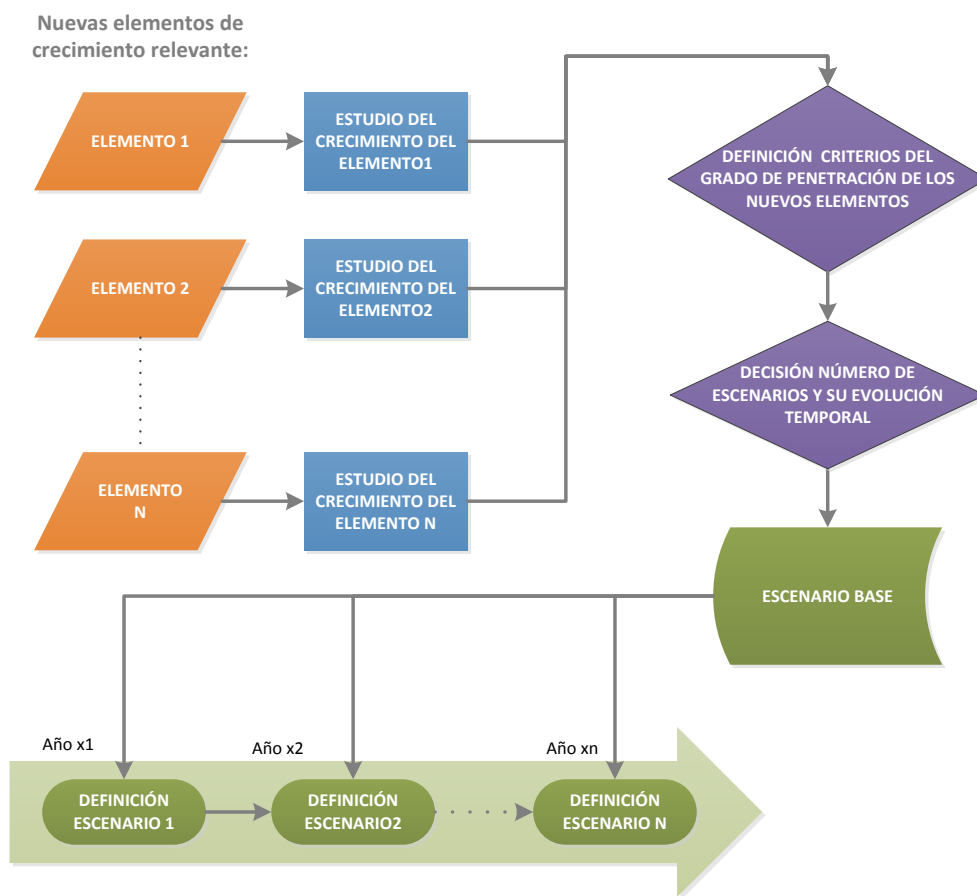 Nuevas elementos de
crecimiento relevante:
ELEMENTO 1
ESTUDIO DEL
CRECIMIENTO DEL
ELEMENTO1
DEFINICIÓN CRITERIOS DEL
GRADO DE PENETRACIÓN DE LOS
NUEVOS ELEMENTOS
ELEMENTO 2
ESTUDIO DEL
CRECIMIENTO DEL
ELEMENTO2
DECISIÓN NÚMERO DE
ESCENARIOS Y SU EVOLUCIÓN
TEMPORAL
ELEMENTO
N
ESTUDIO DEL
CRECIMIENTO DEL
ELEMENTO N
ESCENARIO BASE
Año x1
Año x2
Año xn
DEFINICIÓN
ESCENARIO 1
DEFINICIÓN
ESCENARIO2
DEFINICIÓN
ESCENARIO N